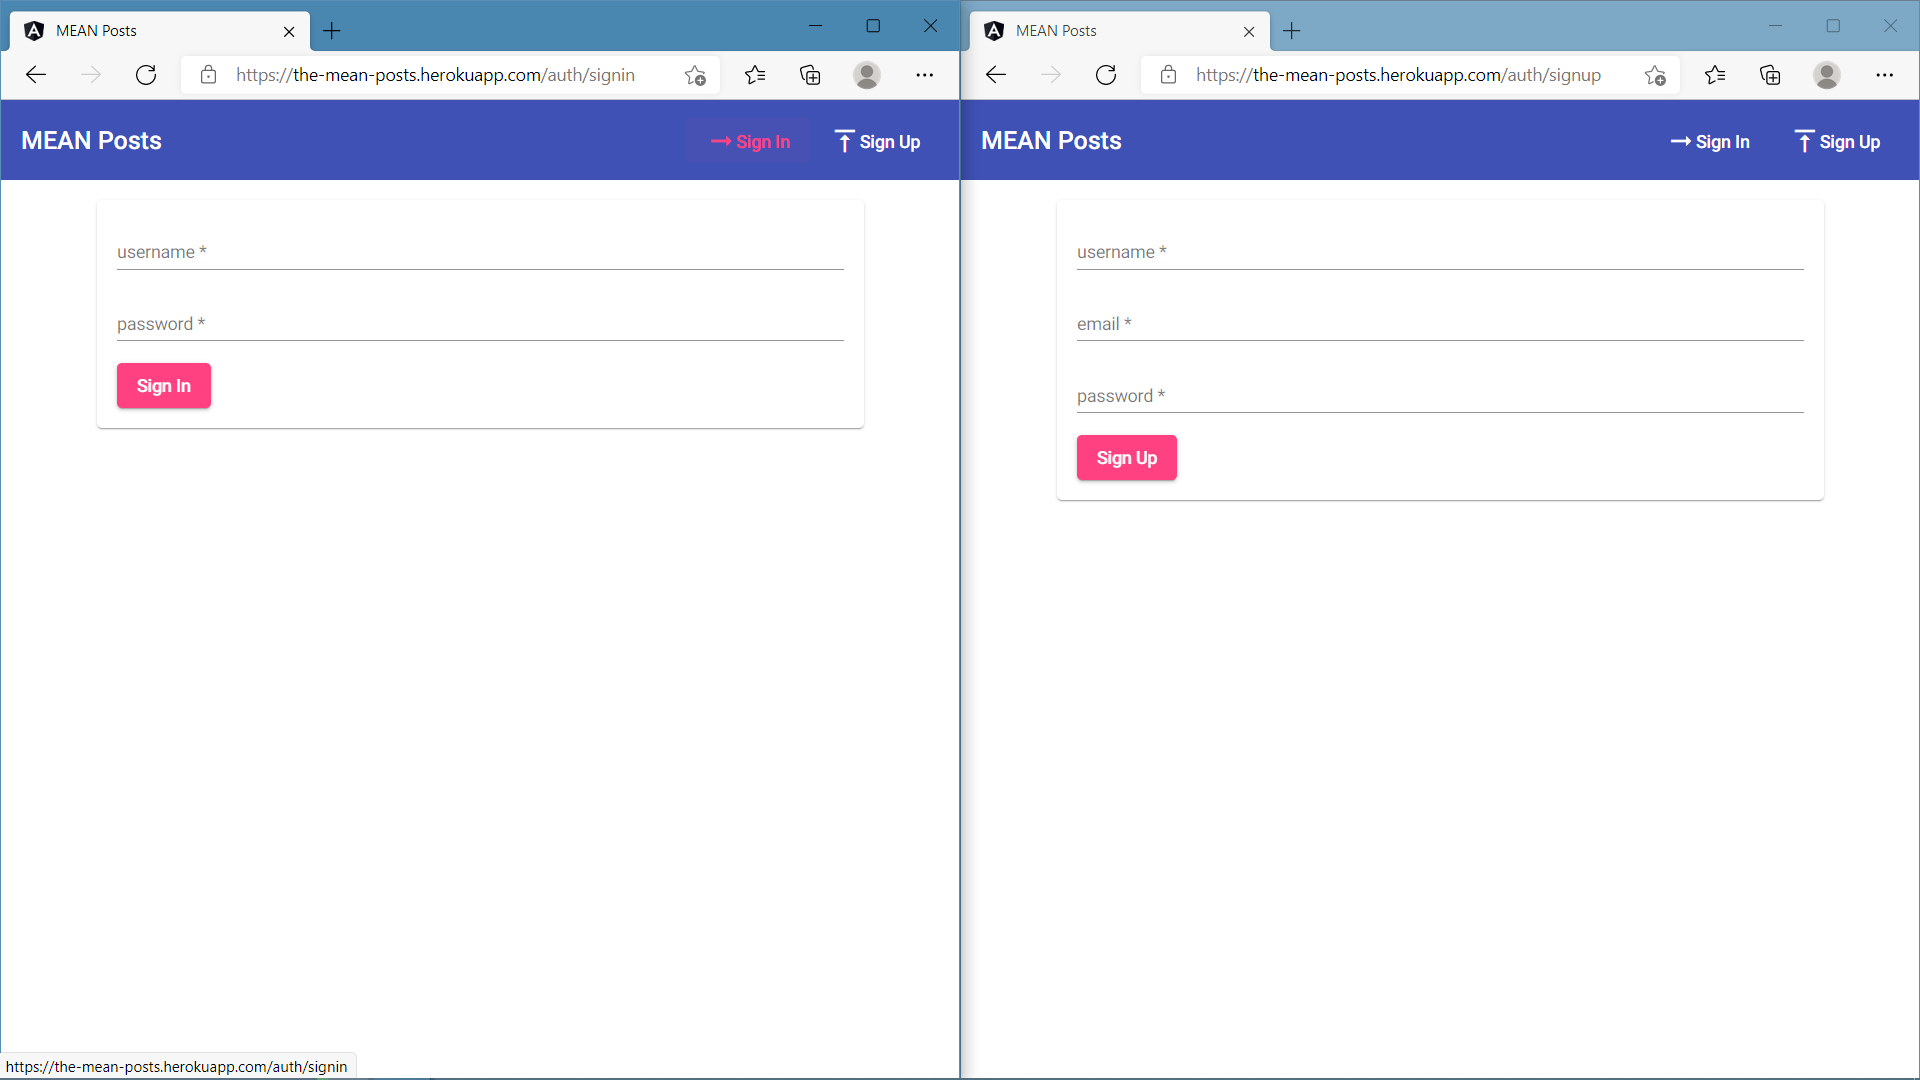 MEAN Posts
https://the-mean-posts.herokuapp.com/auth/signin
MEAN Posts
Sign In
Sign Up
username *
password *
Sign In
https://the-mean-posts.herokuapp.com/auth/signin
MEAN Posts
https://the-mean-posts.herokuapp.com/auth/signup
MEAN Posts
Sign In
Sign Up
username *
email *
password *
Sign Up